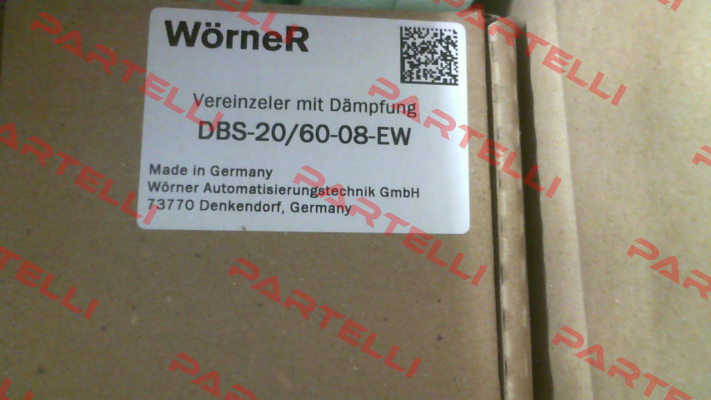 WörneR
Vereinzeler mit Dämpfung
DBS-20/60-08-EW
Made in Germany
Wörner Automatisierungstechnik GmbH
73770 Denkendorf, Germany
PARTELLI
PARTELLI
PARTELLI
PARTELLI
PARTELLI
PARTELLI
PARTELLI
PARTELLI
PARTELLI